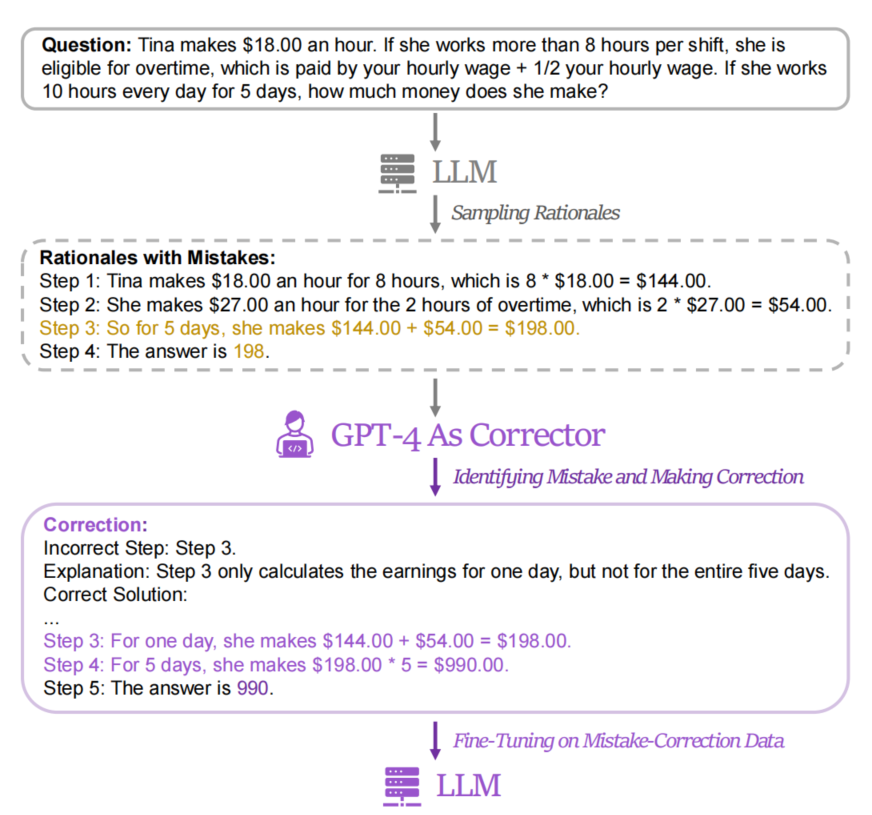 Question: Tina makes $18.00 an hour. If she works more than 8 hours per shift, she is
eligible for overtime, which is paid by your hourly wage + 1/2 your hourly wage. If she works
10 hours every day for 5 days, how much money does she make?
LLM
Sampling Rationales
Rationales with Mistakes:
Step 1: Tina makes $18.00 an hour for 8 hours, which is 8 * $18.00 = $144.00.
Step 2: She makes $27.00 an hour for the 2 hours of overtime, which is 2 * $27.00 = $54.00.
Step 3: So for 5 days, she makes $144.00 + $54.00 = $198.00.
Step 4: The answer is 198.
GPT-4 As Corrector
Identifying Mistake and Making Correction
Correction:
Incorrect Step: Step 3.
Explanation: Step 3 only calculates the earnings for one day, but not for the entire five days.
Correct Solution:
...
Step 3: For one day, she makes $144.00 + $54.00 = $198.00.
Step 4: For 5 days, she makes $198.00 * 5 = $990.00.
Step 5: The answer is 990.
Fine-Tuning on Mistake-Correction Data
LLM